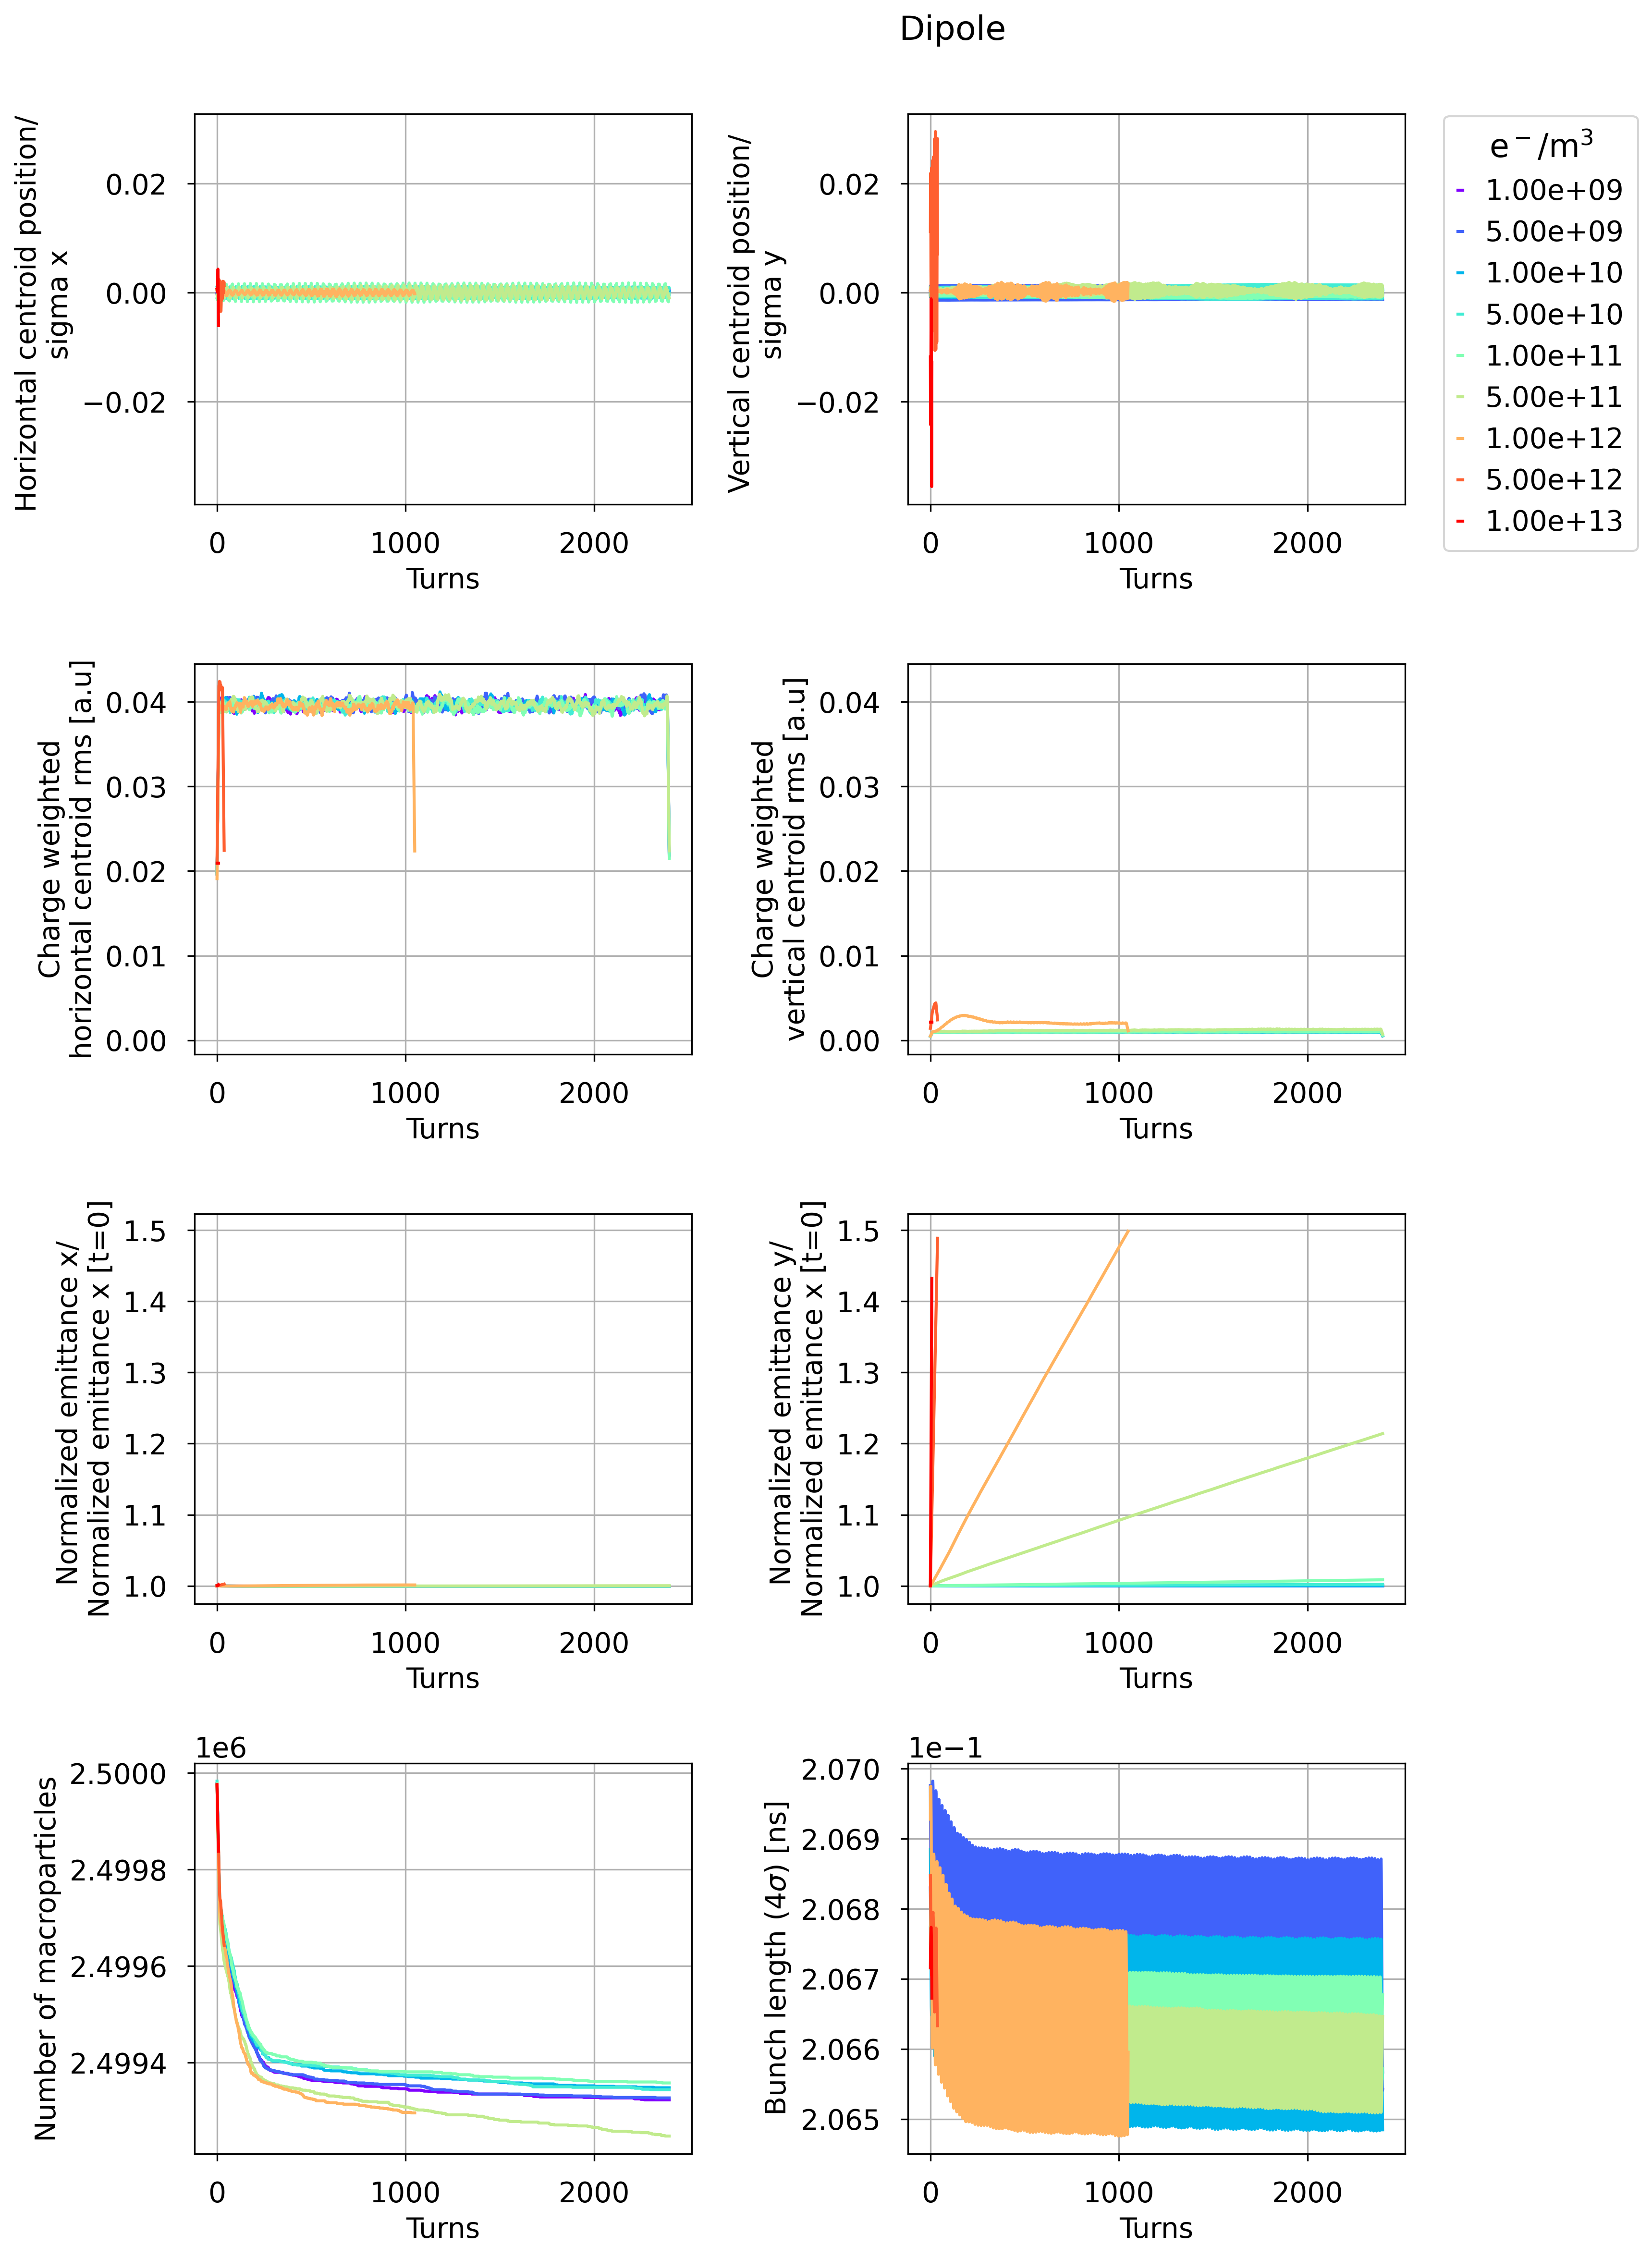 Dipole
Horizontal centroid position/
sigma x
0.02
0.00
−0.02
0
1000
2000
Turns
Vertical centroid position/
sigma y
0.02
0.00
−0.02
0
1000
2000
Turns
e⁻/m³
1.00e+09
5.00e+09
1.00e+10
5.00e+10
1.00e+11
5.00e+11
1.00e+12
5.00e+12
1.00e+13
Charge weighted
horizontal centroid rms [a.u]
0.04
0.03
0.02
0.01
0.00
0
1000
2000
Turns
Charge weighted
vertical centroid rms [a.u]
0.04
0.03
0.02
0.01
0.00
0
1000
2000
Turns
Normalized emittance x/
Normalized emittance x [t=0]
1.5
1.4
1.3
1.2
1.1
1.0
0
1000
2000
Turns
Normalized emittance y/
Normalized emittance x [t=0]
1.5
1.4
1.3
1.2
1.1
1.0
0
1000
2000
Turns
1e6
Number of macroparticles
2.5000
2.4998
2.4996
2.4994
0
1000
2000
Turns
1e−1
Bunch length (4σ) [ns]
2.070
2.069
2.068
2.067
2.066
2.065
0
1000
2000
Turns